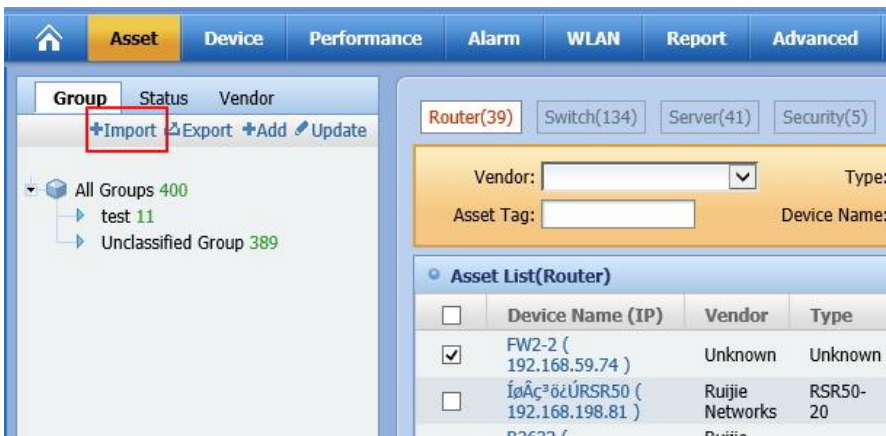 Asset Device Performance Alarm WLAN Report Advanced
Group Status Vendor
+Import Export +Add Update
All Groups 400
test 11
Unclassified Group 389
Router(39) Switch(134) Server(41) Security(5)
Vendor: Type:
Asset Tag: Device Name:
Asset List(Router)
Device Name (IP) Vendor Type
FW2-2 (
192.168.59.74 ) Unknown Unknown
ÍøÂç³ö¿ÚRSR50 (
192.168.198.81 ) Ruijie
Networks RSR50-
20